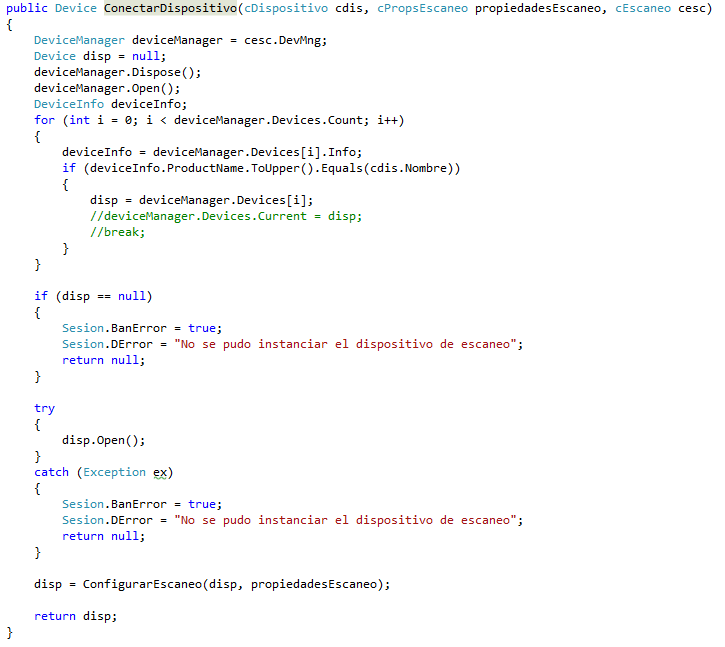 public Device ConectarDispositivo(cDispositivo cdis, cPropsEscaneo propiedadesEscaneo, cEscaneo cesc)
{
    DeviceManager deviceManager = cesc.DevMng;
    Device disp = null;
    deviceManager.Dispose();
    deviceManager.Open();
    DeviceInfo deviceInfo;
    for (int i = 0; i < deviceManager.Devices.Count; i++)
    {
        deviceInfo = deviceManager.Devices[i].Info;
        if (deviceInfo.ProductName.ToUpper().Equals(cdis.Nombre))
        {
            disp = deviceManager.Devices[i];
            //deviceManager.Devices.Current = disp;
            //break;
        }
    }

    if (disp == null)
    {
        Sesion.BanError = true;
        Sesion.DError = "No se pudo instanciar el dispositivo de escaneo";
        return null;
    }

    try
    {
        disp.Open();
    }
    catch (Exception ex)
    {
        Sesion.BanError = true;
        Sesion.DError = "No se pudo instanciar el dispositivo de escaneo";
        return null;
    }

    disp = ConfigurarEscaneo(disp, propiedadesEscaneo);

    return disp;
}